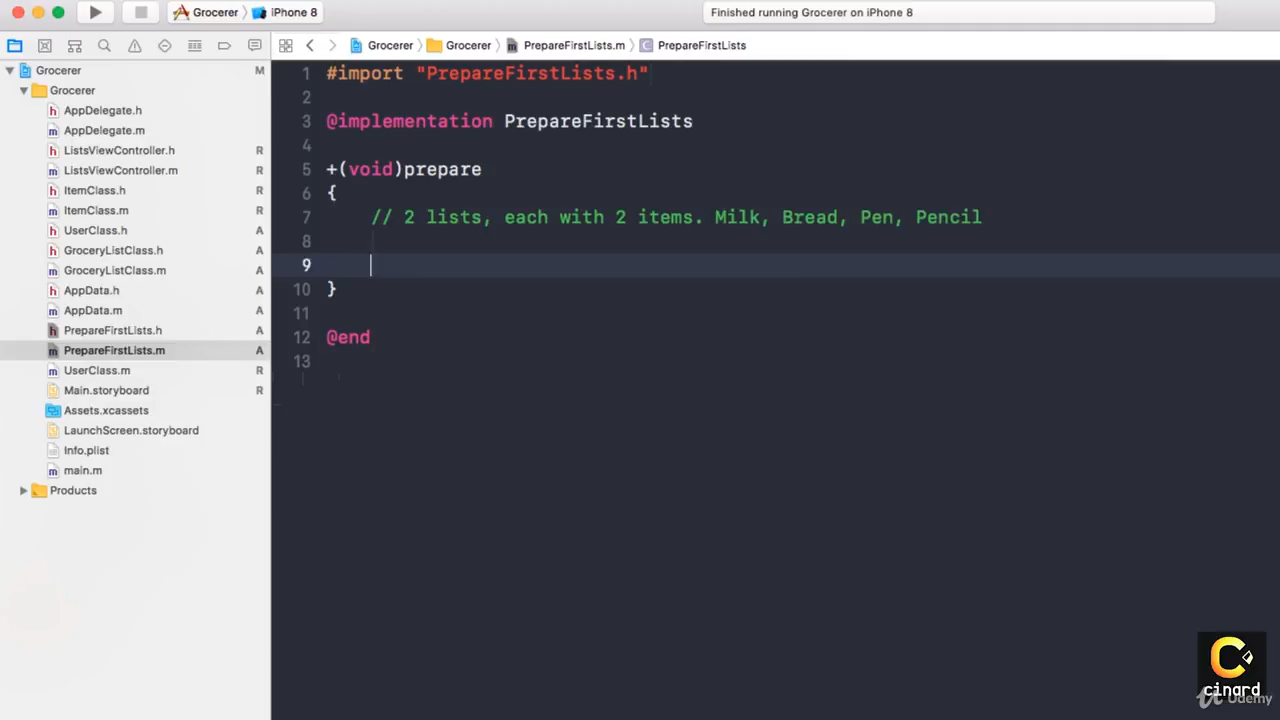 Grocerer iPhone 8
Finished running Grocerer on iPhone 8
Grocerer Grocerer PrepareFirstLists.m PrepareFirstLists
Grocerer M
Grocerer
AppDelegate.h
AppDelegate.m
ListsViewController.h R
ListsViewController.m R
ItemClass.h R
ItemClass.m R
UserClass.h A
GroceryListClass.h A
GroceryListClass.m A
AppData.h A
AppData.m A
PrepareFirstLists.h A
PrepareFirstLists.m A
UserClass.m R
Main.storyboard R
Assets.xcassets
LaunchScreen.storyboard
Info.plist
main.m
Products
1 #import "PrepareFirstLists.h"
2
3 @implementation PrepareFirstLists
4
5 +(void)prepare
6 {
7 // 2 lists, each with 2 items. Milk, Bread, Pen, Pencil
8
9
10 }
11
12 @end
13
cinard
Udemy